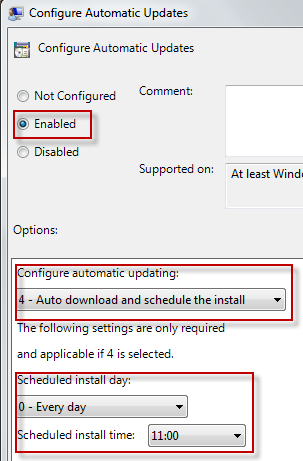 Configure Automatic Updates
Configure Automatic Updates
Not Configured
Comment:
Enabled
Disabled
Supported on:
At least Windo
Options:
Configure automatic updating:
4 - Auto download and schedule the install
The following settings are only required
and applicable if 4 is selected.
Scheduled install day:
0 - Every day
Scheduled install time:
11:00